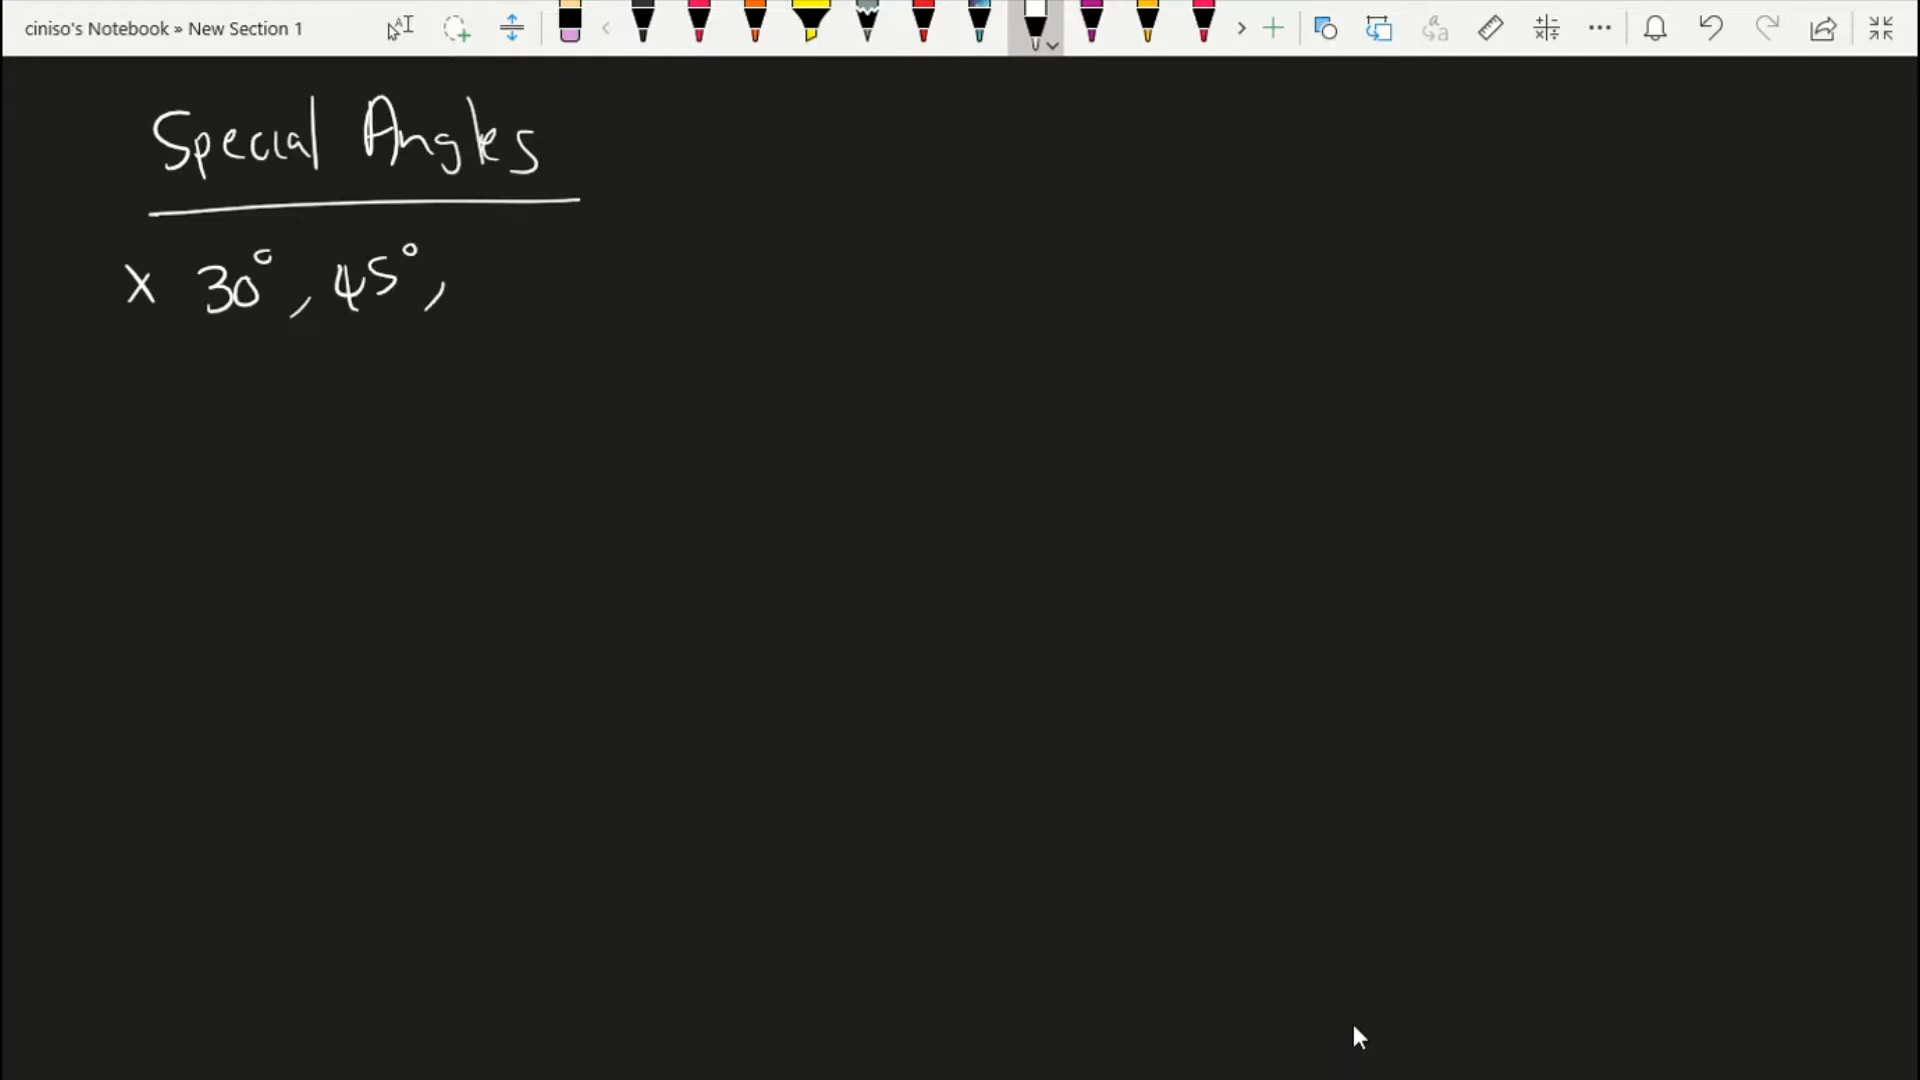 ciniso's Notebook » New Section 1
Special Angles
x 30°, 45°,